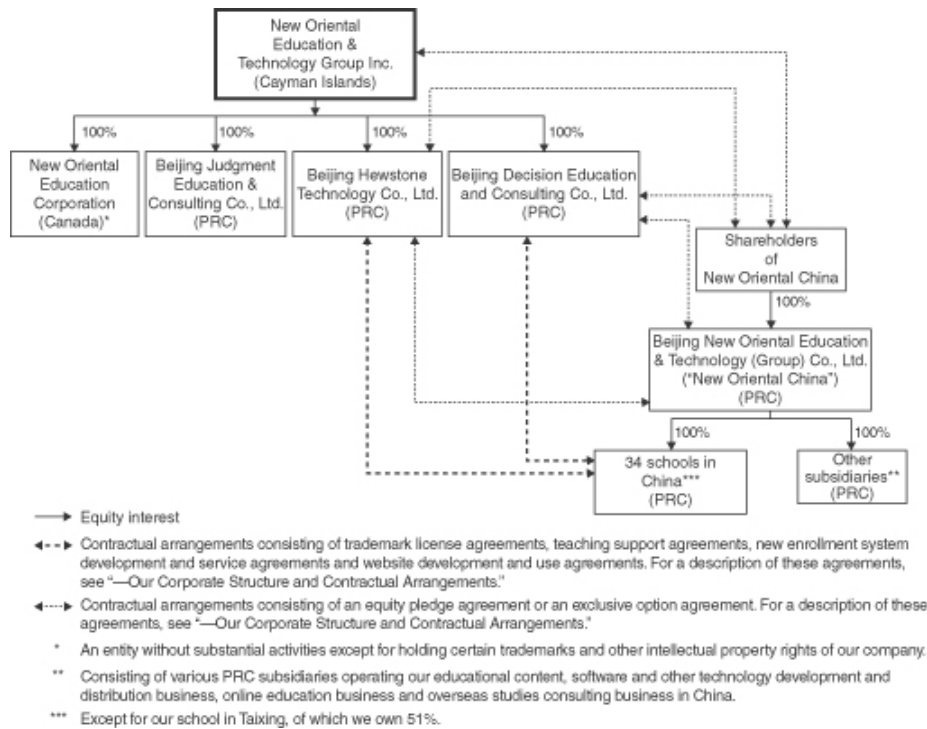 New Oriental
Education &
Technology Group Inc.
(Cayman Islands)
100%
100%
100%
100%
New Oriental
Education
Corporation
(Canada)*
Beijing Judgment
Education &
Consulting Co., Ltd.
(PRC)
Beijing Hewstone
Technology Co., Ltd.
(PRC)
Beijing Decision Education
and Consulting Co., Ltd.
(PRC)
Shareholders
of
New Oriental China
100%
Beijing New Oriental Education
& Technology (Group) Co., Ltd.
("New Oriental China")
(PRC)
100%
100%
34 schools in
China***
(PRC)
Other
subsidiaries**
(PRC)
Equity interest
Contractual arrangements consisting of trademark license agreements, teaching support agreements, new enrollment system
development and service agreements and website development and use agreements. For a description of these agreements,
see "—Our Corporate Structure and Contractual Arrangements."
Contractual arrangements consisting of an equity pledge agreement or an exclusive option agreement. For a description of these
agreements, see "—Our Corporate Structure and Contractual Arrangements."
* An entity without substantial activities except for holding certain trademarks and other intellectual property rights of our company.
** Consisting of various PRC subsidiaries operating our educational content, software and other technology development and
distribution business, online education business and overseas studies consulting business in China.
*** Except for our school in Taixing, of which we own 51%.